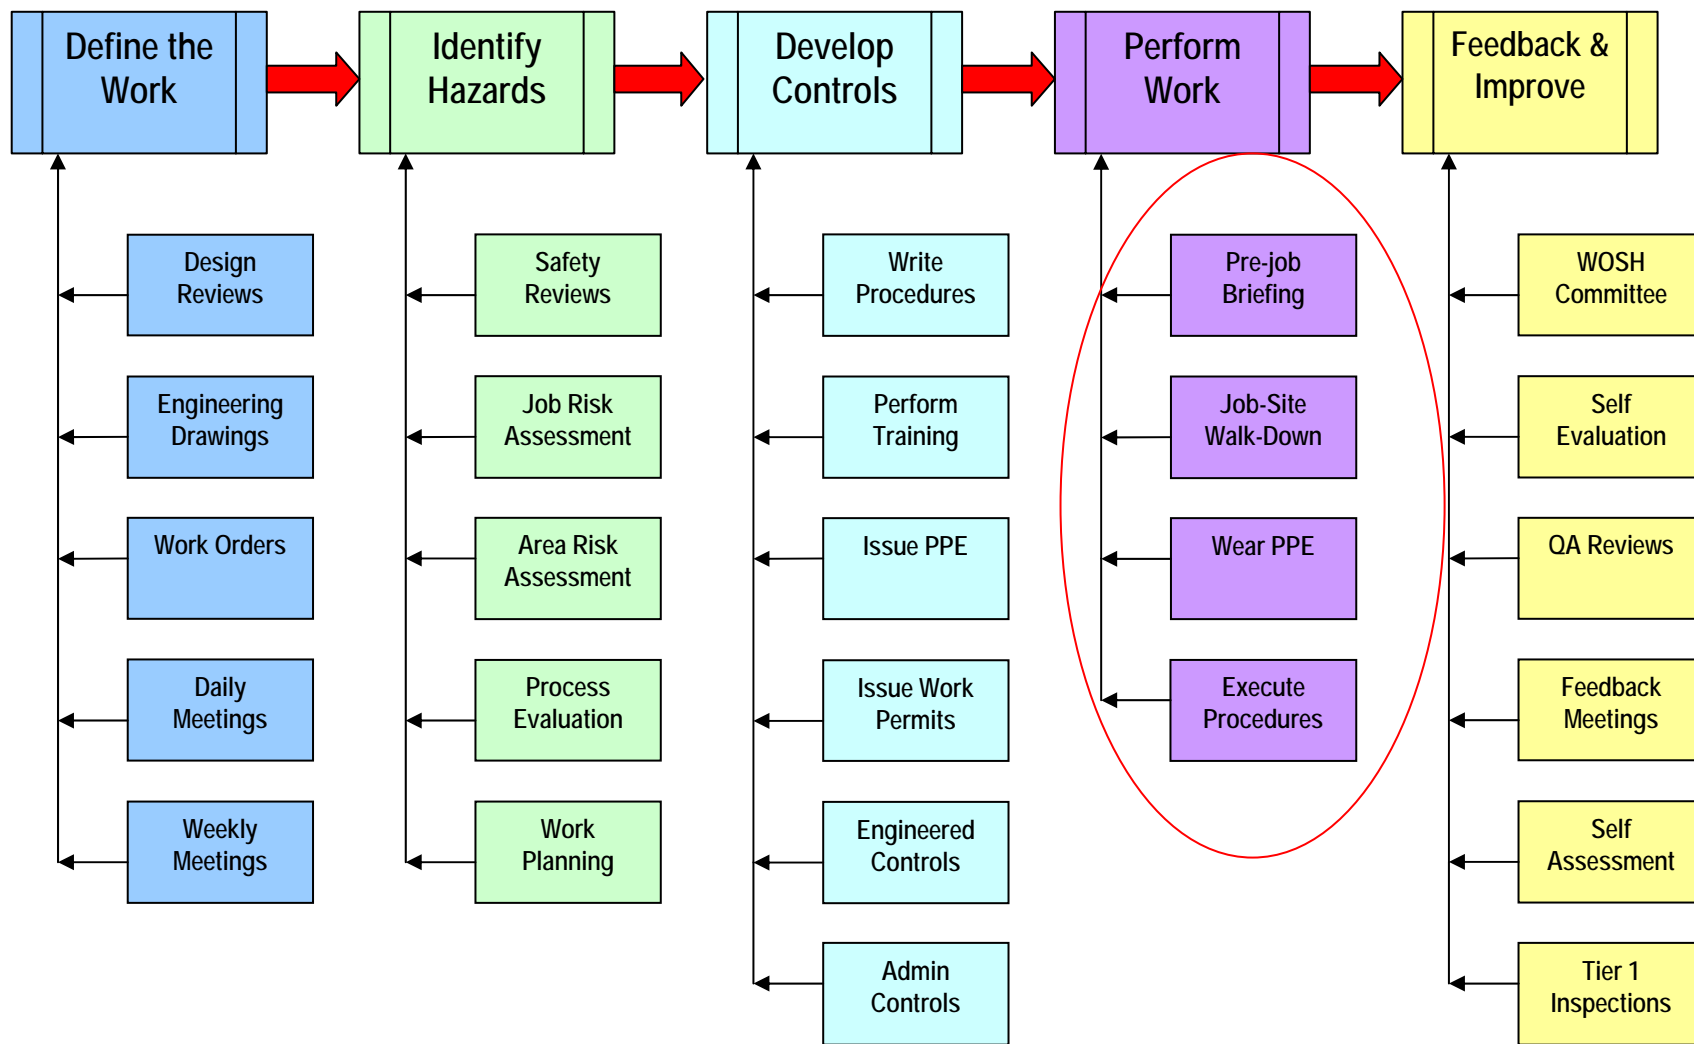 Define the
Work
Identify
Hazards
Develop
Controls
Perform
Work
Feedback &
Improve
Design
Reviews
Engineering
Drawings
Work Orders
Daily
Meetings
Weekly
Meetings
Safety
Reviews
Job Risk
Assessment
Area Risk
Assessment
Process
Evaluation
Work
Planning
Write
Procedures
Perform
Training
Issue PPE
Issue Work
Permits
Engineered
Controls
Admin
Controls
Pre-job
Briefing
Job-Site
Walk-Down
Wear PPE
Execute
Procedures
WOSH
Committee
Self
Evaluation
QA Reviews
Feedback
Meetings
Self
Assessment
Tier 1
Inspections